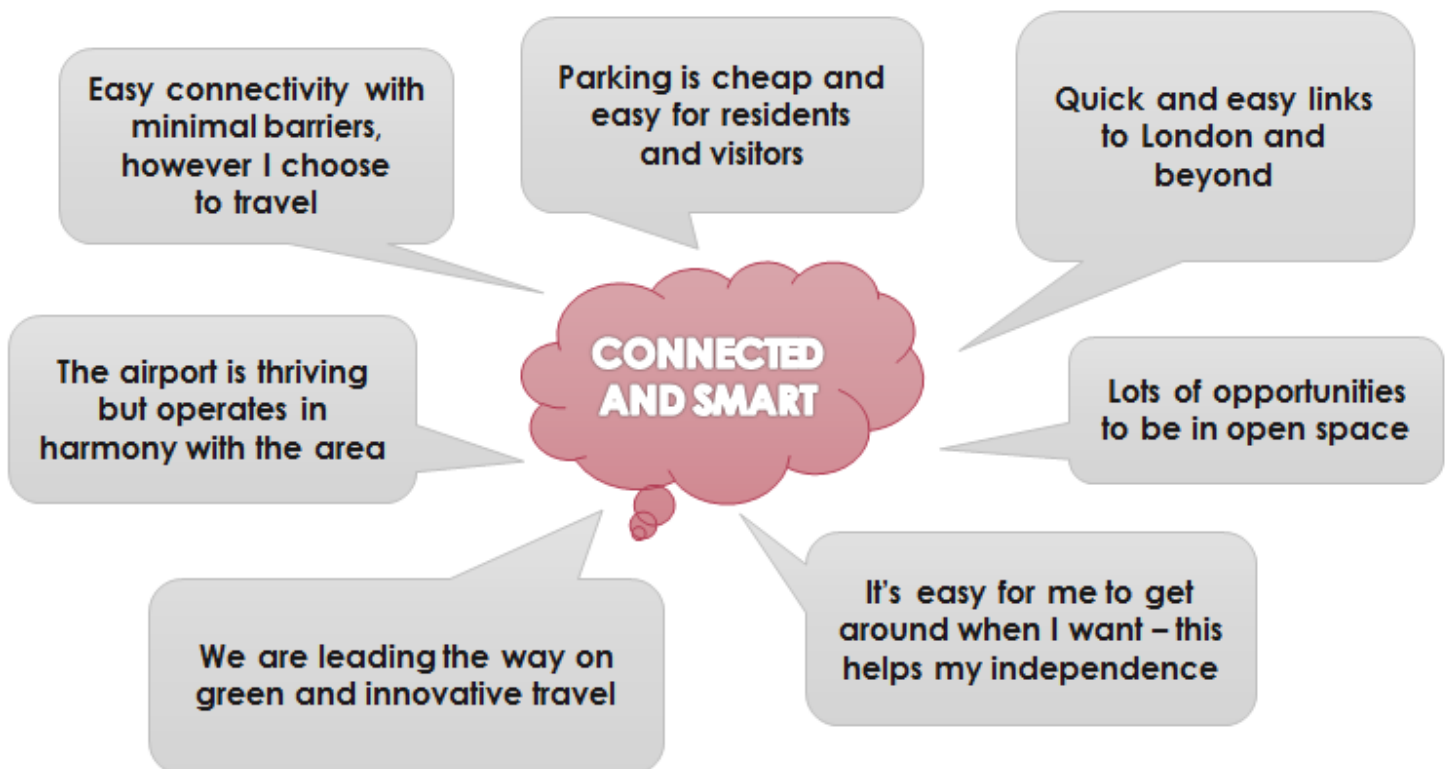 Easy connectivity with
minimal barriers,
however I choose
to travel
Parking is cheap and
easy for residents
and visitors
Quick and easy links
to London and
beyond
CONNECTED
AND SMART
The airport is thriving
but operates in
harmony with the area
Lots of opportunities
to be in open space
We are leading the way on
green and innovative travel
It's easy for me to get
around when I want – this
helps my independence